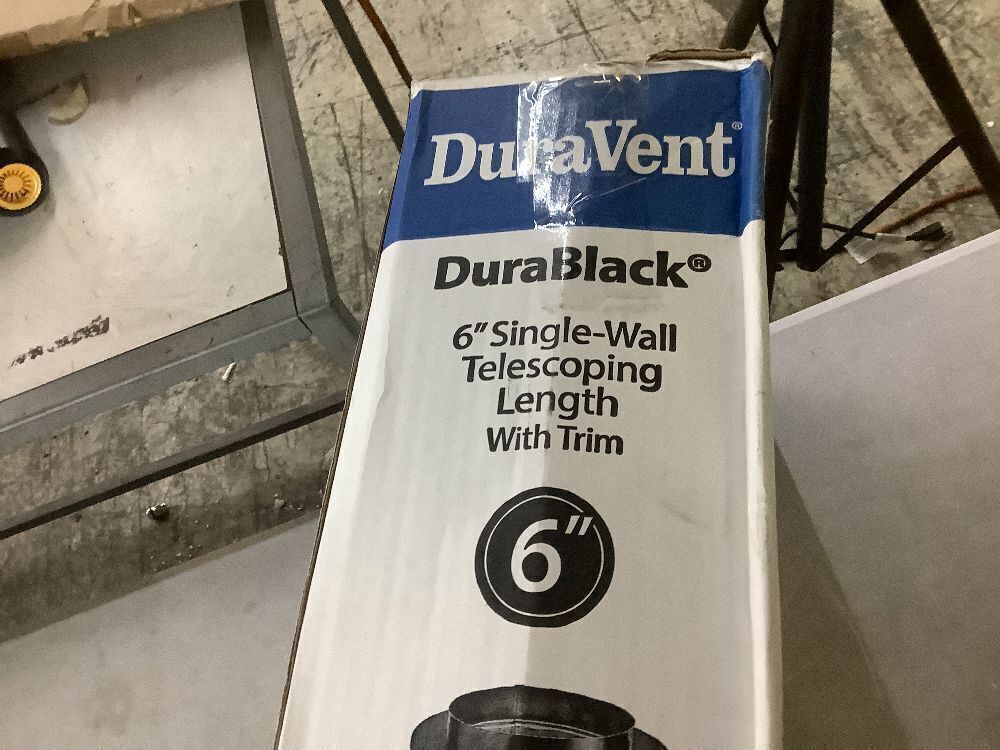 DuraVent®
DuraBlack®
6" Single-Wall
Telescoping
Length
With Trim
6"